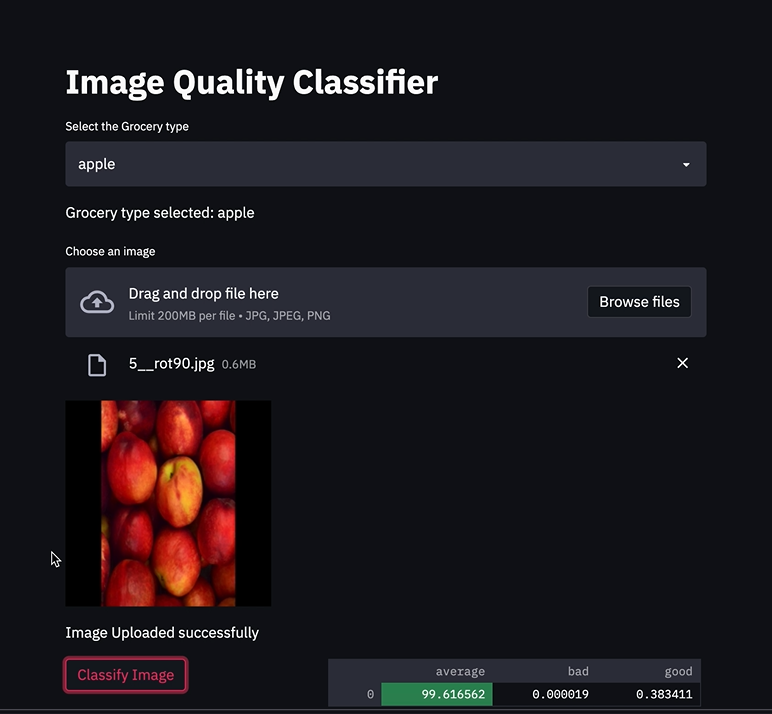 Image Quality Classifier
Select the Grocery type
apple
Grocery type selected: apple
Choose an image
Drag and drop file here
Limit 200MB per file • JPG, JPEG, PNG
Browse files
5__rot90.jpg 0.6MB
Image Uploaded successfully
Classify Image
average bad good
0 99.616562 0.000019 0.383411